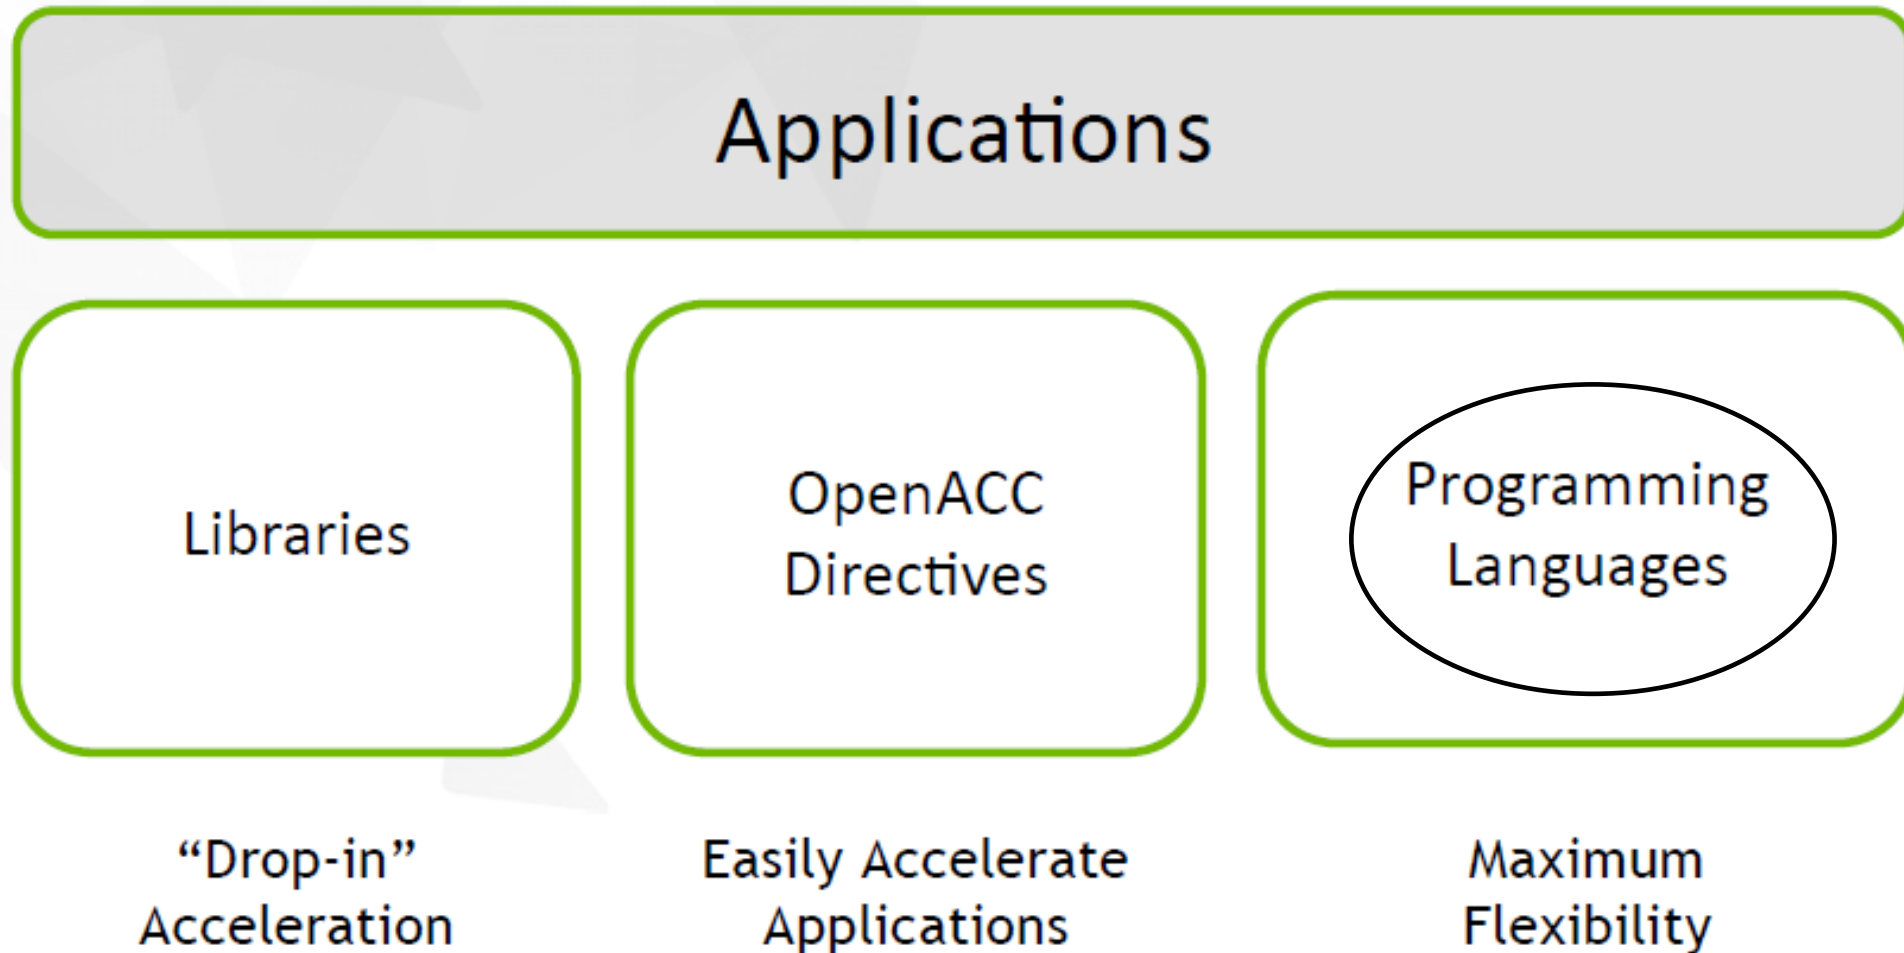 Applications
Libraries
OpenACC
Directives
Programming
Languages
“Drop-in”
Acceleration
Easily Accelerate
Applications
Maximum
Flexibility